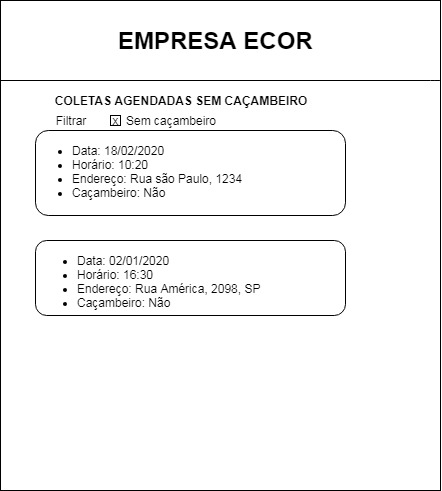 EMPRESA ECOR
COLETAS AGENDADAS SEM CAÇAMBEIRO
Filtrar x Sem caçambeiro
• Data: 18/02/2020
• Horário: 10:20
• Endereço: Rua são Paulo, 1234
• Caçambeiro: Não
• Data: 02/01/2020
• Horário: 16:30
• Endereço: Rua América, 2098, SP
• Caçambeiro: Não